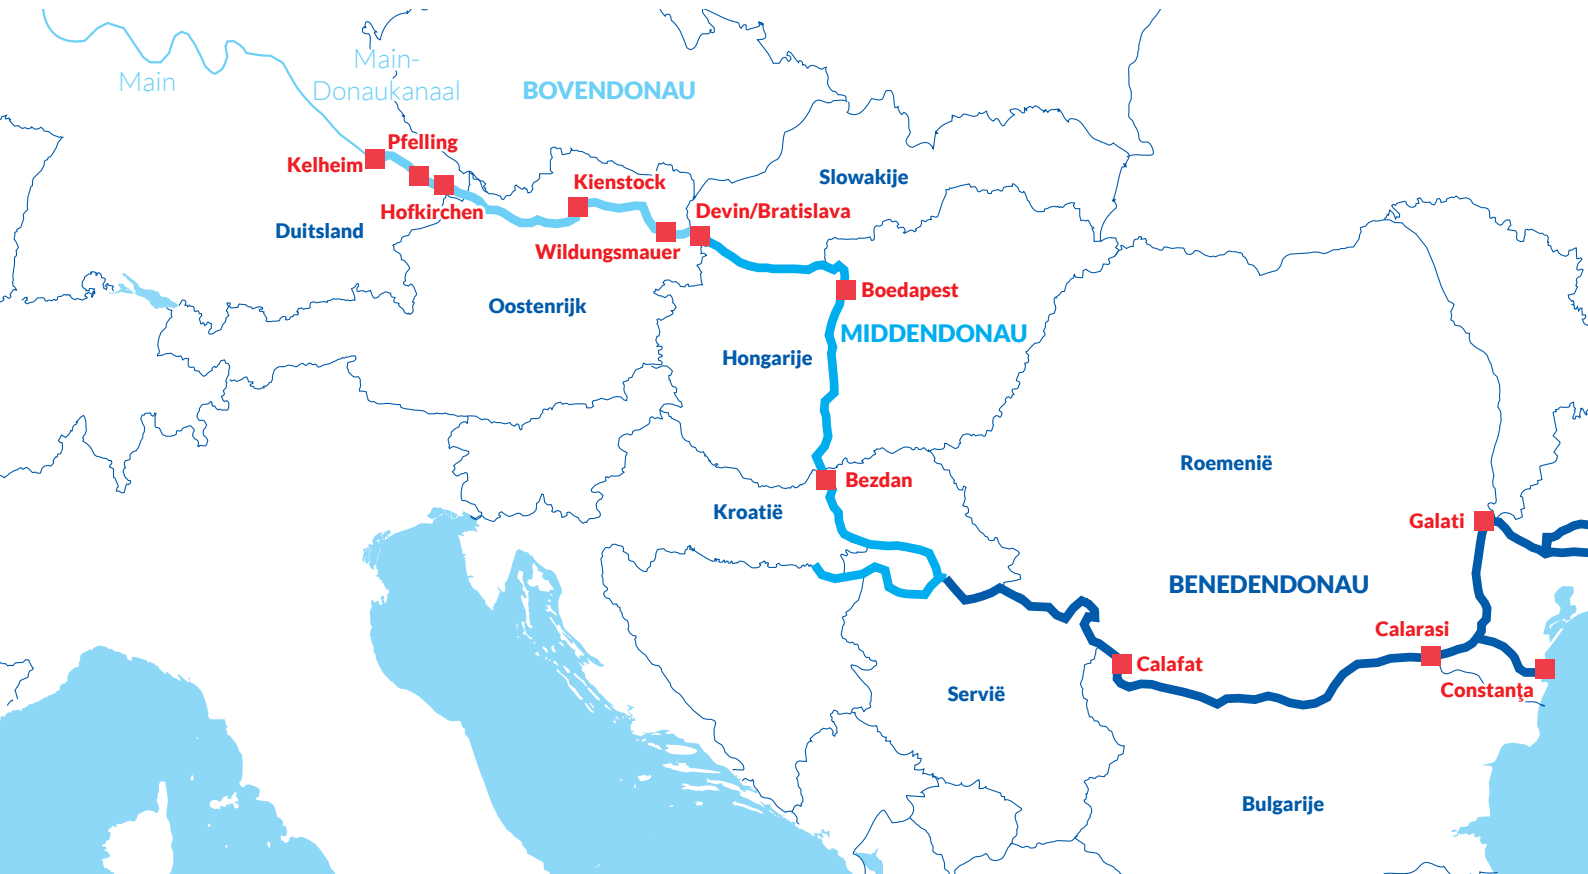 Main
Main-
Donaukanaal
BOVENDONAU
Pfelling
Kelheim
Kienstock
Slowakije
Hofkirchen
Devin/Bratislava
Duitsland
Wildungsmauer
Boedapest
Oostenrijk
MIDDENDONAU
Hongarije
Roemenië
Bezdan
Kroatië
Galati
BENEDENDONAU
Calarasi
Calafat
Servië
Constanţa
Bulgarije